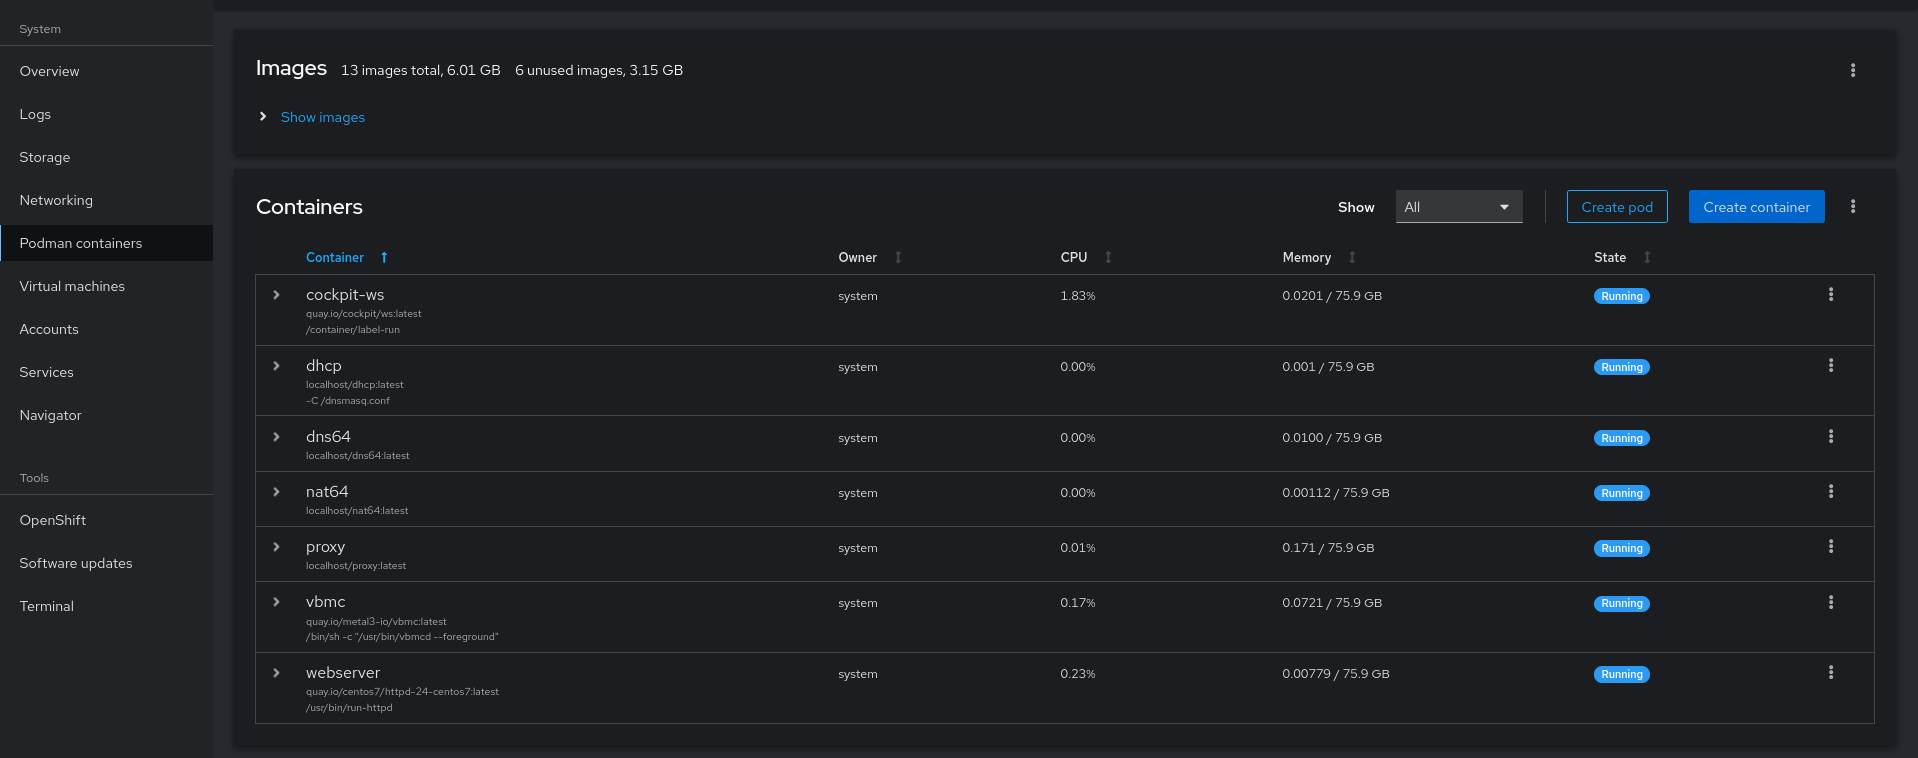 System
Overview
Logs
Storage
Networking
Podman containers
Virtual machines
Accounts
Services
Navigator
Tools
OpenShift
Software updates
Terminal
Images 13 images total, 6.01 GB 6 unused images, 3.15 GB
Show images
Containers Show All Create pod Create container
Container Owner CPU Memory State
cockpit-ws system 1.83% 0.0201 / 75.9 GB Running
quay.io/cockpit/ws:latest
/container/label-run
dhcp system 0.00% 0.001 / 75.9 GB Running
localhost/dhcp:latest
-C /dnsmasq.conf
dns64 system 0.00% 0.0100 / 75.9 GB Running
localhost/dns64:latest
nat64 system 0.00% 0.00112 / 75.9 GB Running
localhost/nat64:latest
proxy system 0.01% 0.171 / 75.9 GB Running
localhost/proxy:latest
vbmc system 0.17% 0.0721 / 75.9 GB Running
quay.io/metal3-io/vbmc:latest
/bin/sh -c "/usr/bin/vbmcd --foreground"
webserver system 0.23% 0.00779 / 75.9 GB Running
quay.io/centos7/httpd-24-centos7:latest
/usr/bin/run-httpd